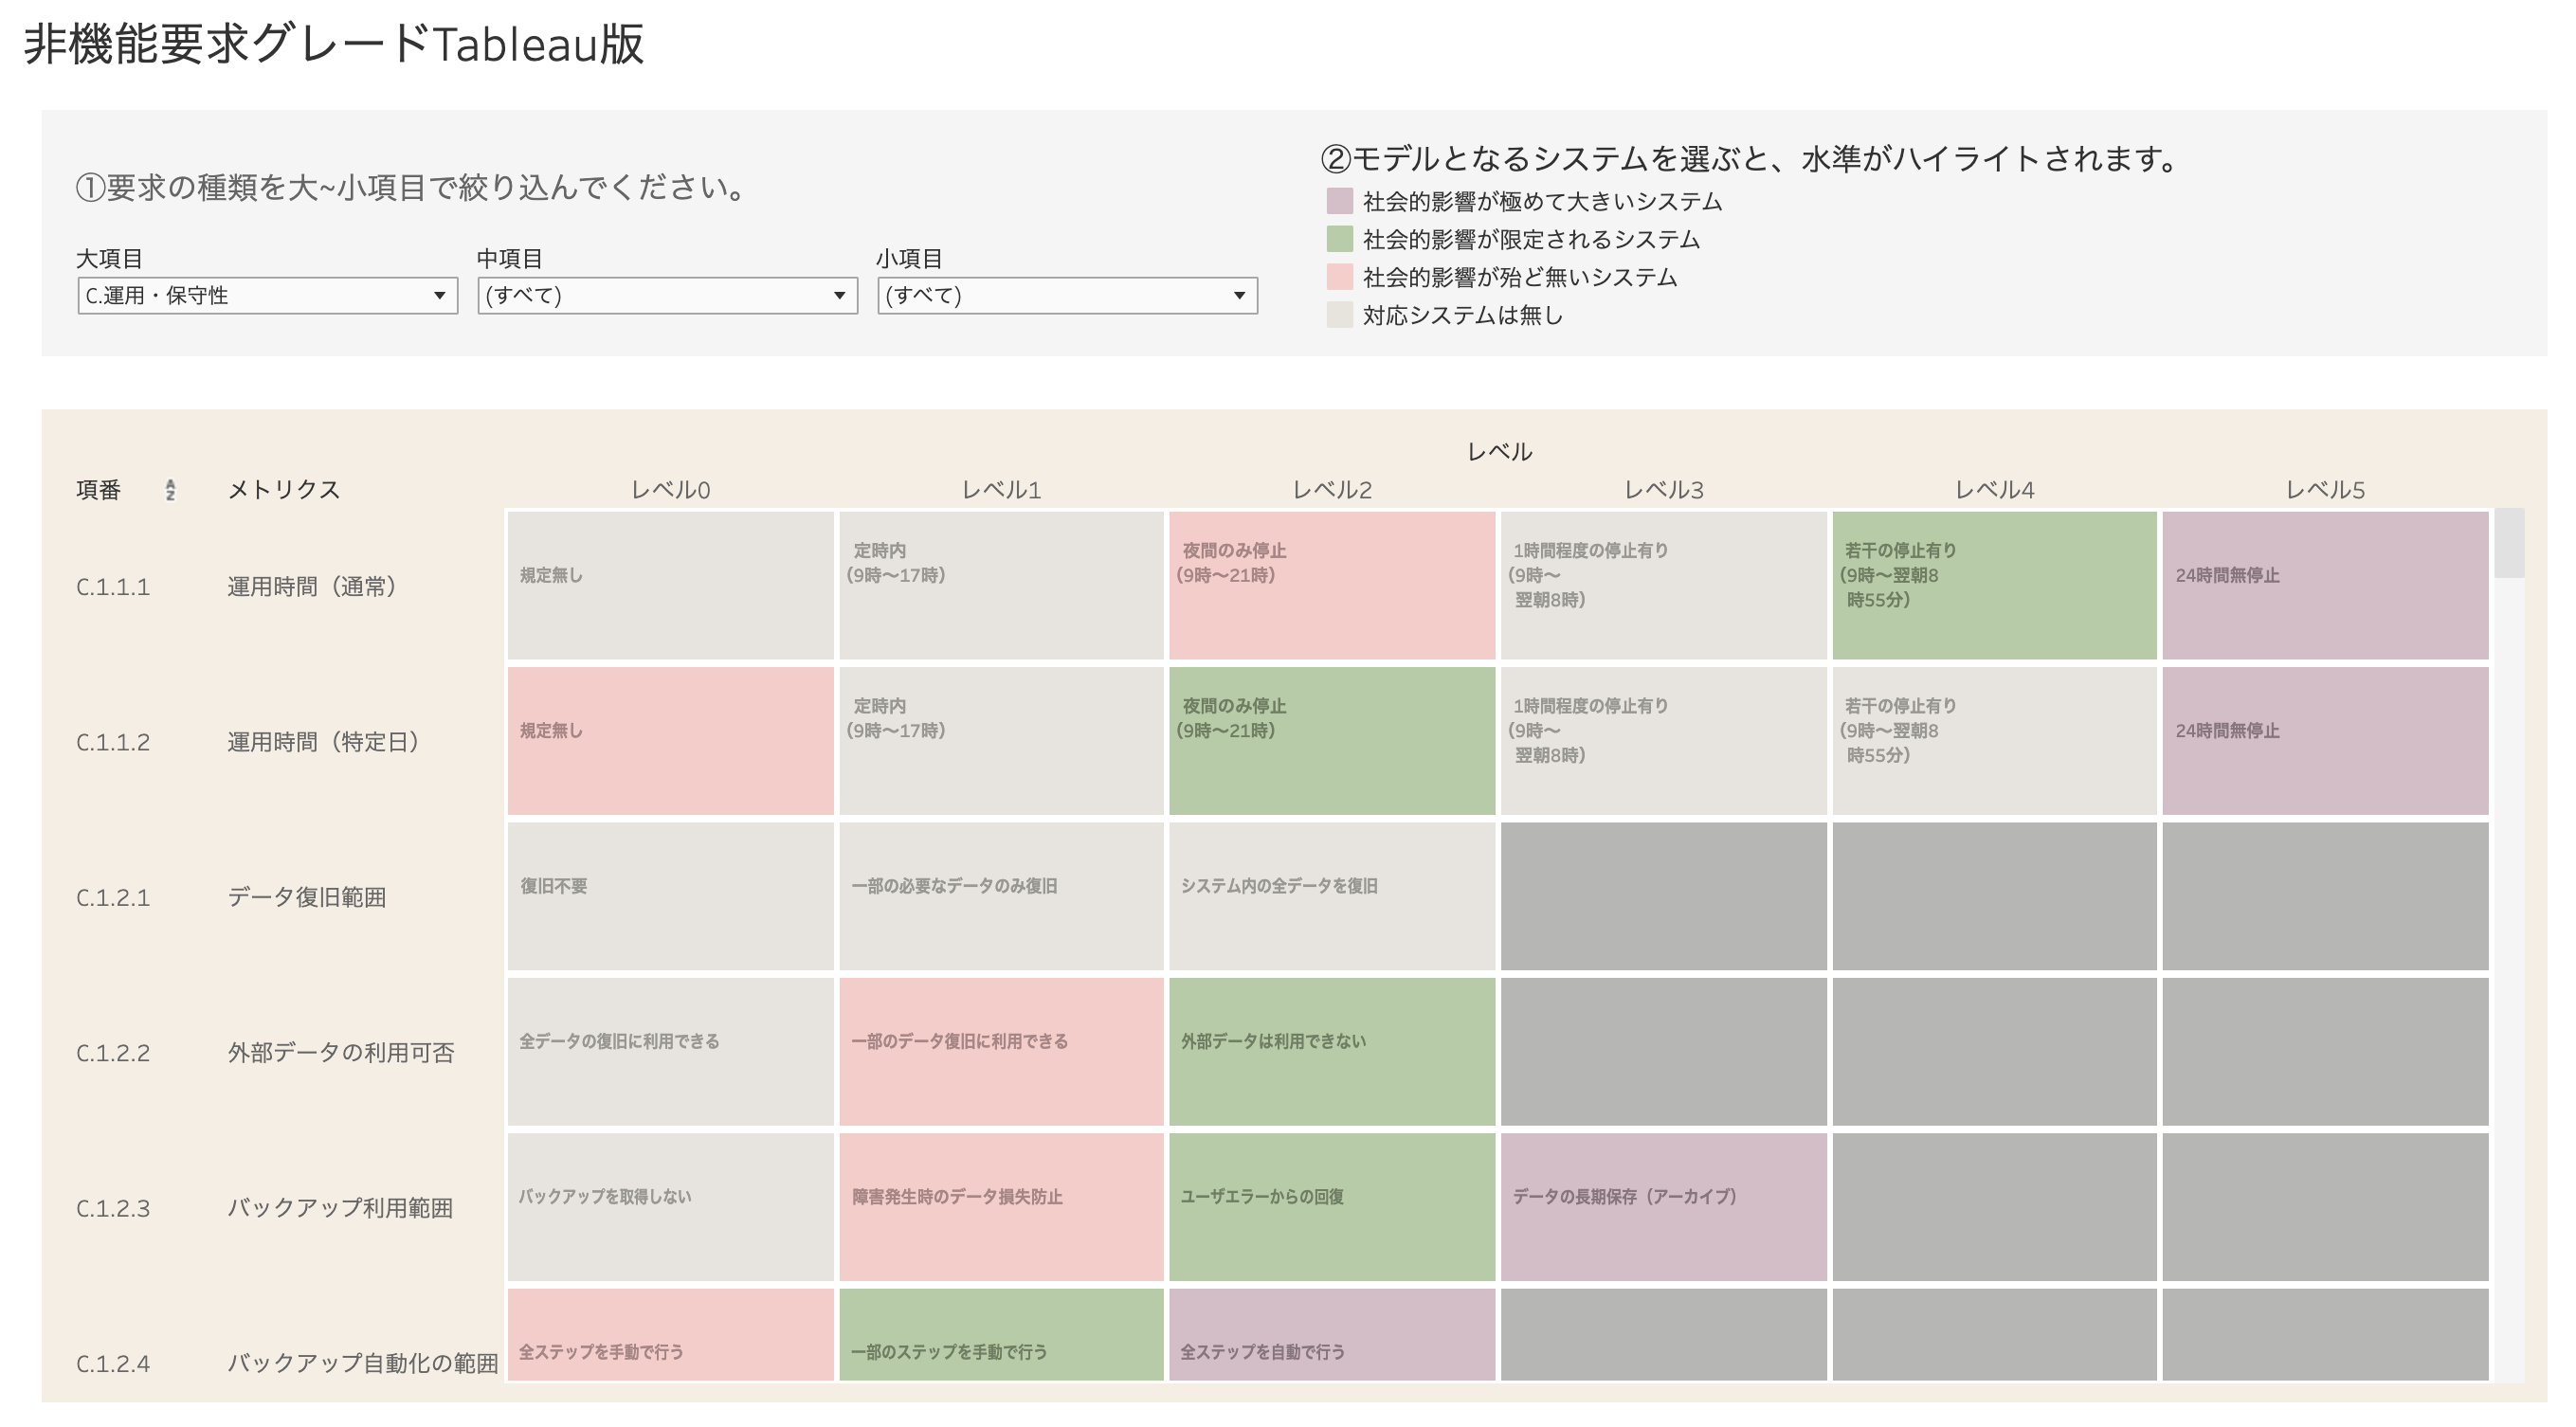 非機能要求グレードTableau版
①要求の種類を大~小項目で絞り込んでください。
大項目
中項目
小項目
C.運用・保守性
(すべて)
(すべて)
②モデルとなるシステムを選ぶと、水準がハイライトされます。
社会的影響が極めて大きいシステム
社会的影響が限定されるシステム
社会的影響が殆ど無いシステム
対応システムは無し
レベル
項番 メトリクス レベル0 レベル1 レベル2 レベル3 レベル4 レベル5
C.1.1.1
運用時間（通常）
規定無し
定時内
(9時～17時)
夜間のみ停止
(9時～21時)
1時間程度の停止有り
(9時～
翌朝8時)
若干の停止有り
(9時～翌朝8
時55分)
24時間無停止
C.1.1.2
運用時間（特定日）
規定無し
定時内
(9時～17時)
夜間のみ停止
(9時～21時)
1時間程度の停止有り
(9時～
翌朝8時)
若干の停止有り
(9時～翌朝8
時55分)
24時間無停止
C.1.2.1
データ復旧範囲
復旧不要
一部の必要なデータのみ復旧
システム内の全データを復旧
C.1.2.2
外部データの利用可否
全データの復旧に利用できる
一部のデータ復旧に利用できる
外部データは利用できない
C.1.2.3
バックアップ利用範囲
バックアップを取得しない
障害発生時のデータ損失防止
ユーザエラーからの回復
データの長期保存（アーカイブ）
C.1.2.4
バックアップ自動化の範囲
全ステップを手動で行う
一部のステップを手動で行う
全ステップを自動で行う